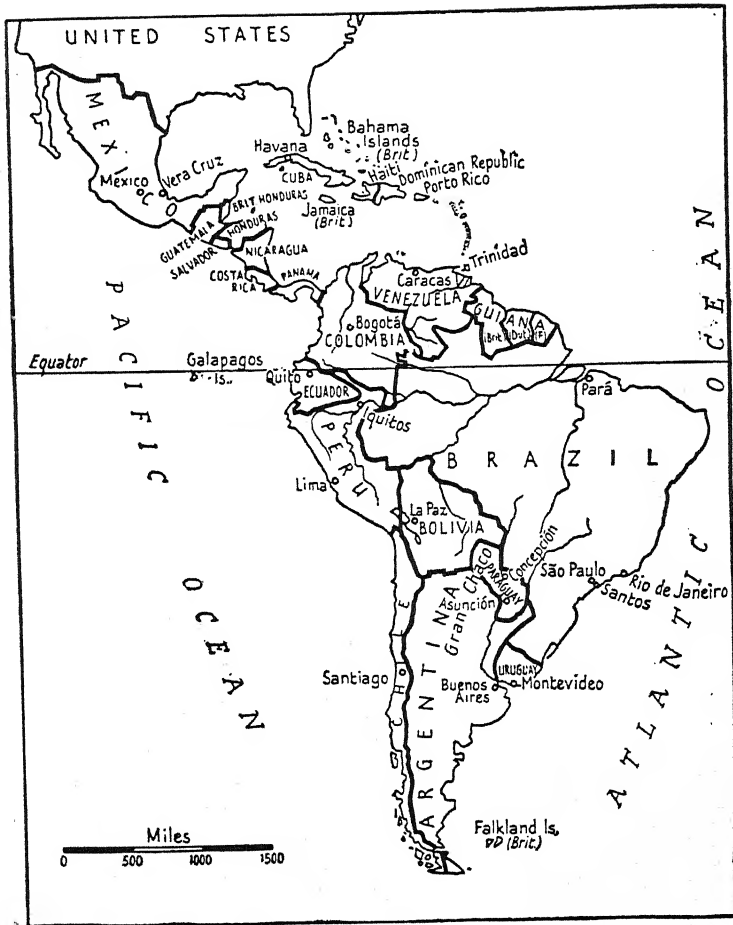 UNITED STATES
MEXICO
México
Vera Cruz
Havana
CUBA
Bahama
Islands
(Brit)
Haiti
Dominican Republic
Porto Rico
Jamaica
(Brit)
BRIT HONDURAS
HONDURAS
GUATEMALA
SALVADOR
NICARAGUA
COSTA
RICA
PANAMA
Trinidad
Caracas
VENEZUELA
GUIANA
(Brit)
(Dut)
(F)
Bogotá
COLOMBIA
Equator
Galapagos
Is.
Quito
ECUADOR
Iquitos
Pará
PERU
Lima
BRAZIL
La Paz
BOLIVIA
Gran Chaco
PARAGUAY
Concepción
Asunción
São Paulo
Santos
Rio de Janeiro
CHILE
ARGENTINA
Santiago
URUGUAY
Buenos
Aires
Montevideo
Falkland Is.
(Brit.)
PACIFIC OCEAN
ATLANTIC OCEAN
Miles
0 500 1000 1500